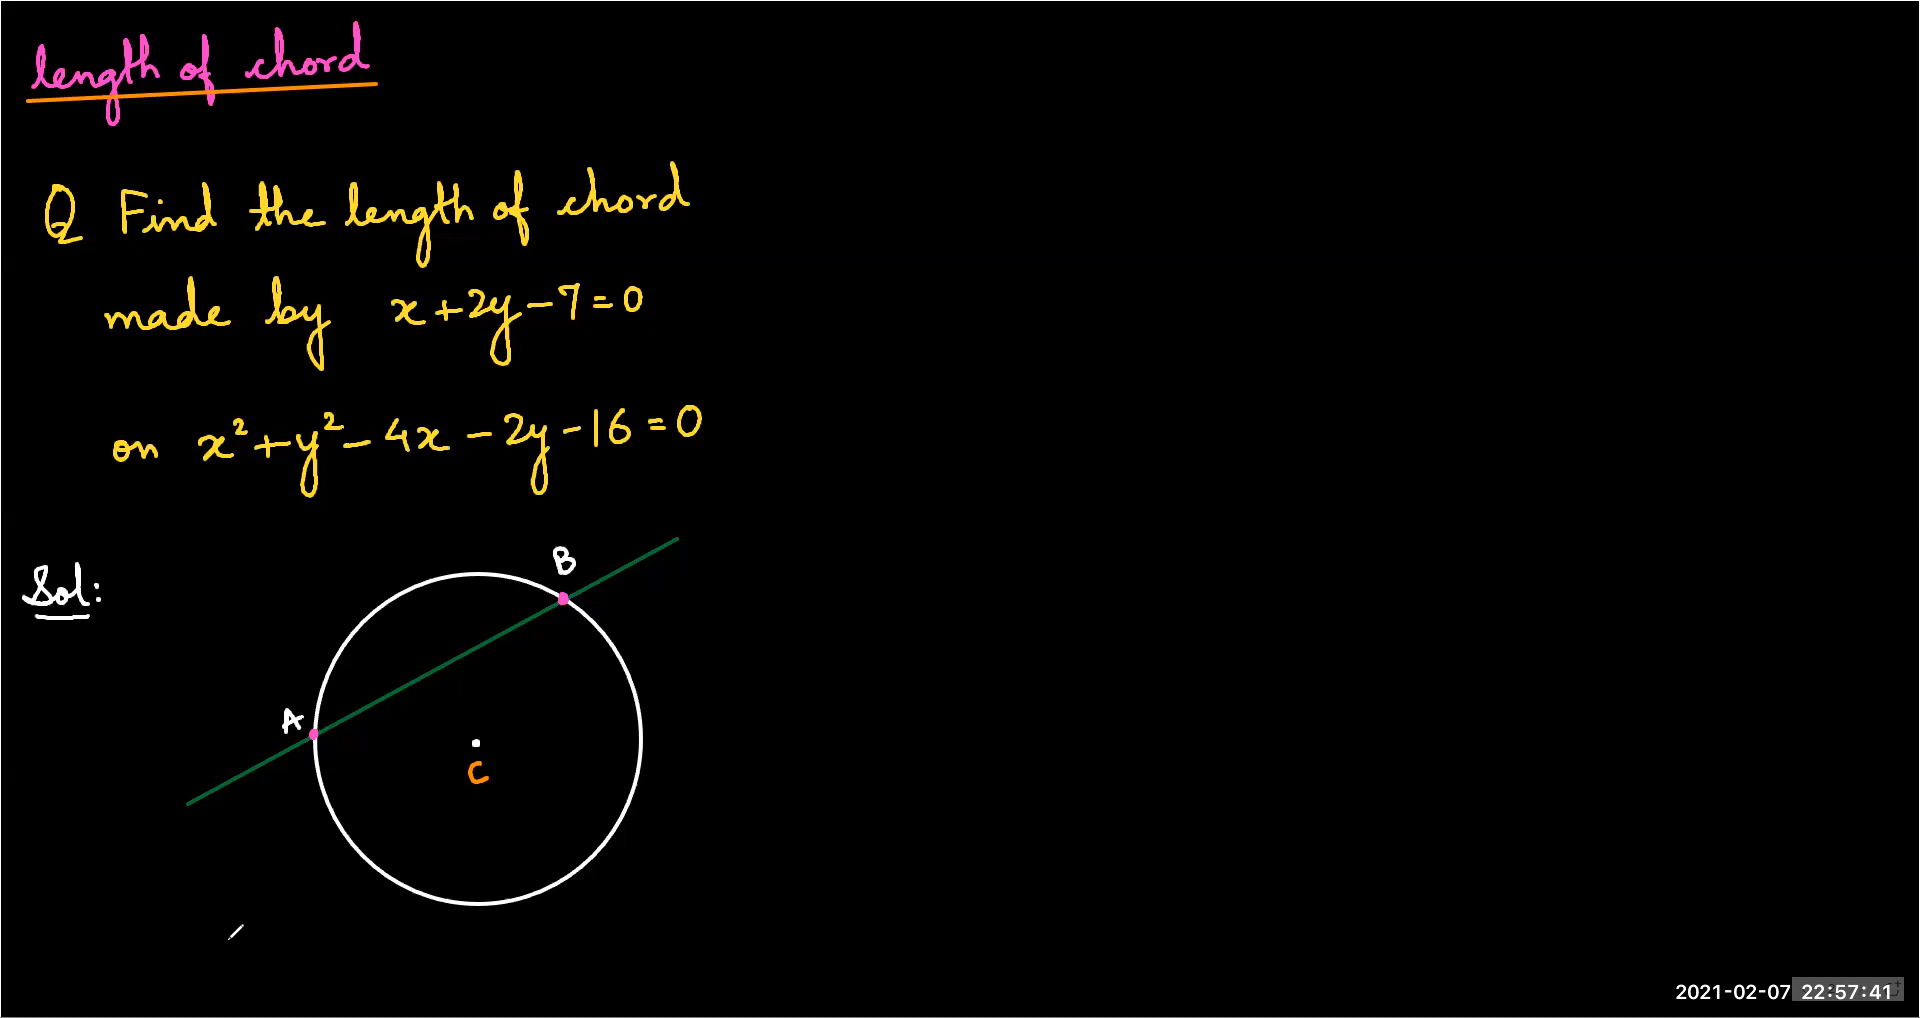 length of chord
Q Find the length of chord
made by x+2y-7=0
on x²+y²-4x-2y-16=0
Sol:
B
A
C
2021-02-07 22:57:41